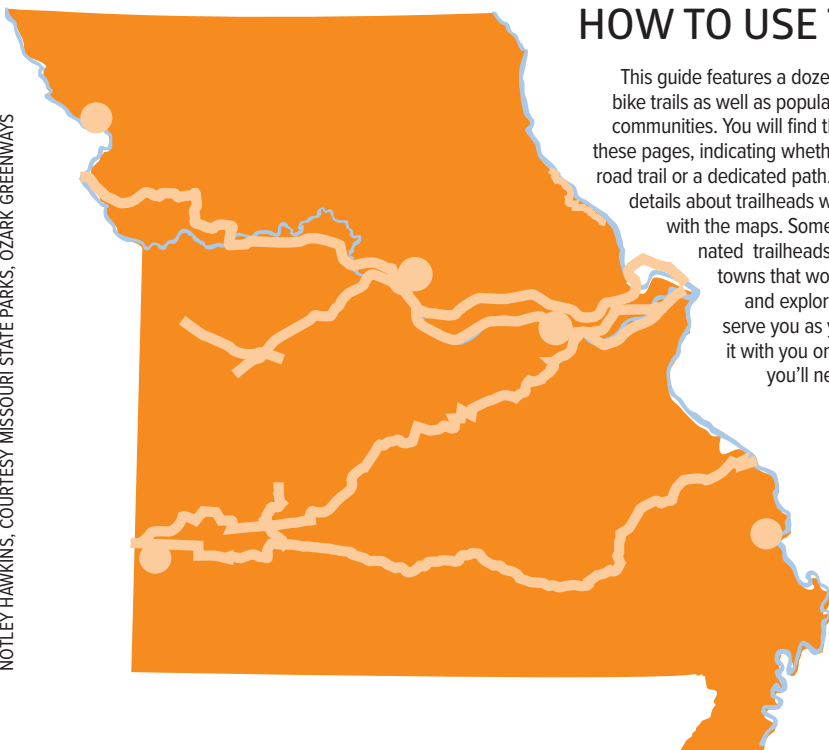 HOW TO USE
This guide features a doze
bike trails as well as popula
communities. You will find th
these pages, indicating wheth
road trail or a dedicated path.
details about trailheads w
with the maps. Some
nated trailheads
towns that wo
and explor
serve you as y
it with you or
you'll ne
NOTLEY HAWKINS, COURTESY MISSOURI STATE PARKS, OZARK GREENWAYS